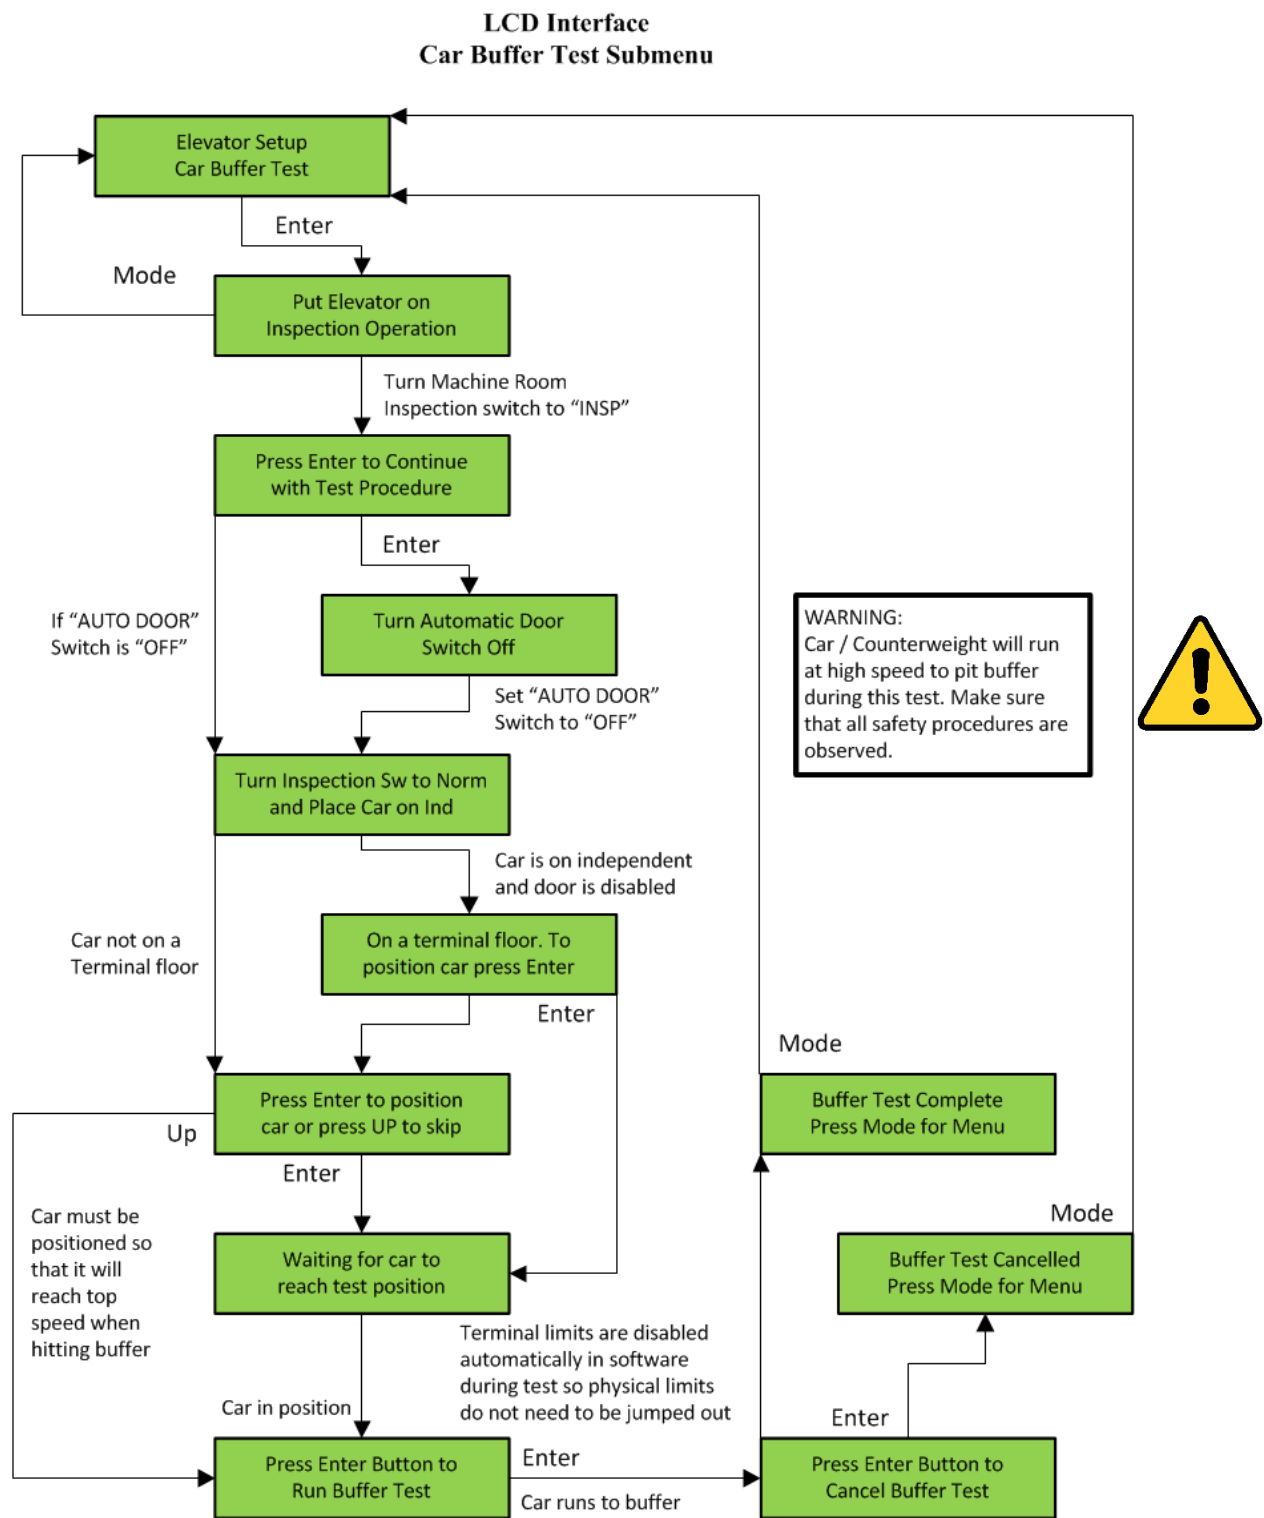 LCD Interface
Car Buffer Test Submenu
Elevator Setup
Car Buffer Test
Enter
Mode
Put Elevator on
Inspection Operation
Turn Machine Room
Inspection switch to “INSP”
Press Enter to Continue
with Test Procedure
Enter
If “AUTO DOOR”
Switch is “OFF”
Turn Automatic Door
Switch Off
WARNING:
Car / Counterweight will run
at high speed to pit buffer
during this test. Make sure
that all safety procedures are
observed.
Set “AUTO DOOR”
Switch to “OFF”
Turn Inspection Sw to Norm
and Place Car on Ind
Car is on independent
and door is disabled
Car not on a
Terminal floor
On a terminal floor. To
position car press Enter
Enter
Mode
Press Enter to position
car or press UP to skip
Up
Buffer Test Complete
Press Mode for Menu
Enter
Car must be
positioned so
that it will
reach top
speed when
hitting buffer
Mode
Waiting for car to
reach test position
Buffer Test Cancelled
Press Mode for Menu
Terminal limits are disabled
automatically in software
during test so physical limits
do not need to be jumped out
Car in position
Enter
Press Enter Button to
Run Buffer Test
Enter
Car runs to buffer
Press Enter Button to
Cancel Buffer Test